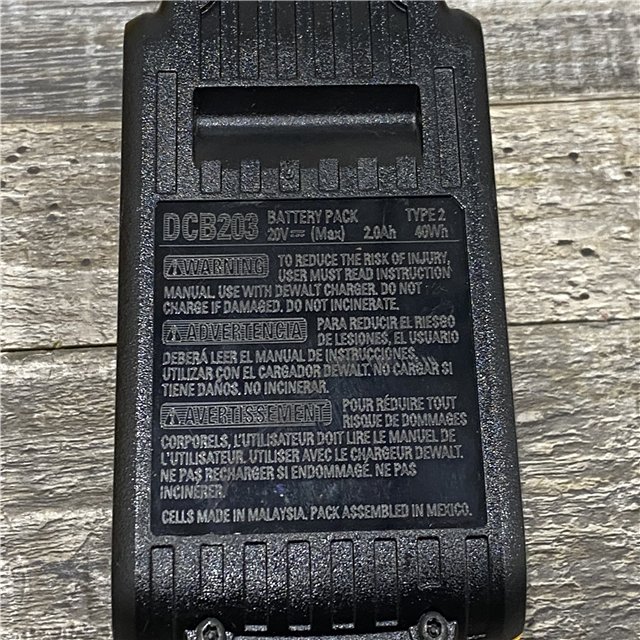 DCB203 BATTERY PACK TYPE 2
20V ⎓ (Max) 2.0Ah 40Wh
⚠WARNING TO REDUCE THE RISK OF INJURY,
USER MUST READ INSTRUCTION
MANUAL. USE WITH DEWALT CHARGER. DO NOT
CHARGE IF DAMAGED. DO NOT INCINERATE.
⚠ADVERTENCIA PARA REDUCIR EL RIESGO
DE LESIONES, EL USUARIO
DEBERÁ LEER EL MANUAL DE INSTRUCCIONES.
UTILIZAR CON EL CARGADOR DEWALT. NO CARGAR SI
TIENE DAÑOS. NO INCINERAR.
⚠AVERTISSEMENT POUR RÉDUIRE TOUT
RISQUE DE DOMMAGES
CORPORELS, L'UTILISATEUR DOIT LIRE LE MANUEL DE
L'UTILISATEUR. UTILISER AVEC LE CHARGEUR DEWALT.
NE PAS RECHARGER SI ENDOMMAGÉ. NE PAS
INCINÉRER.
CELLS MADE IN MALAYSIA. PACK ASSEMBLED IN MEXICO.